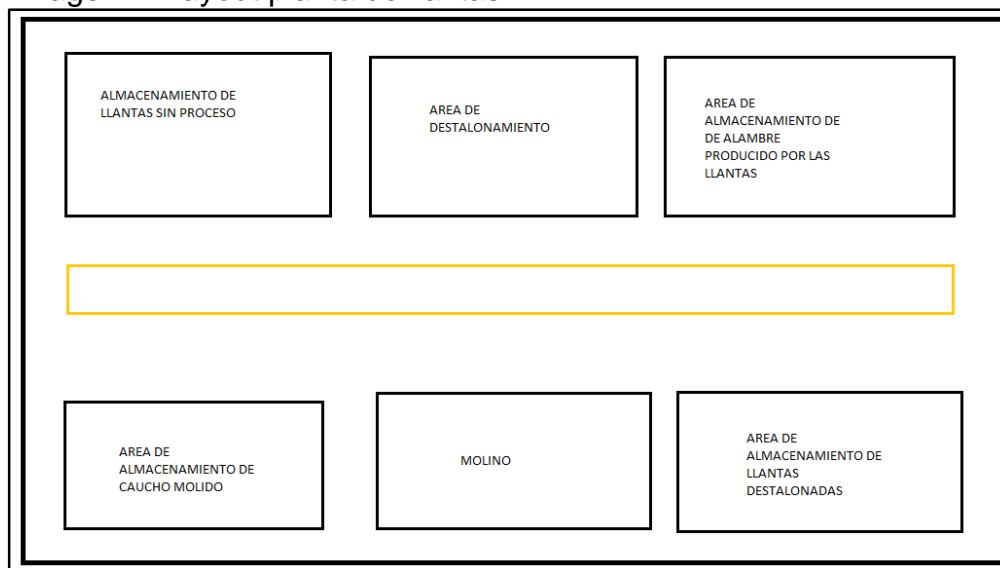 ALMACENAMIENTO DE
LLANTAS SIN PROCESO
AREA DE
DESTALONAMIENTO
AREA DE
ALMACENAMIENTO DE
DE ALAMBRE
PRODUCIDO POR LAS
LLANTAS
AREA DE
ALMACENAMIENTO DE
CAUCHO MOLIDO
MOLINO
AREA DE
ALMACENAMIENTO DE
LLANTAS
DESTALONADAS